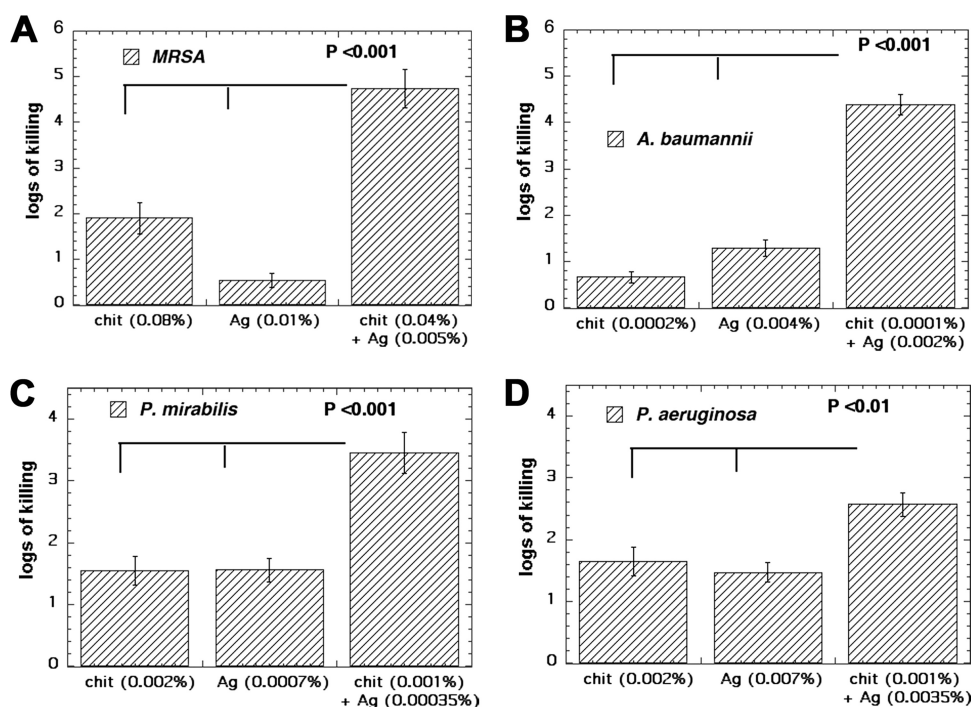 A
MRSA
P <0.001
logs of killing
6
5
4
3
2
1
0
chit (0.08%)
Ag (0.01%)
chit (0.04%)
+ Ag (0.005%)
B
P <0.001
A. baumannii
logs of killing
6
5
4
3
2
1
0
chit (0.0002%)
Ag (0.004%)
chit (0.0001%)
+ Ag (0.002%)
C
P. mirabilis
P <0.001
logs of killing
4
3
2
1
0
chit (0.002%)
Ag (0.0007%)
chit (0.001%)
+ Ag (0.00035%)
D
P. aeruginosa
P <0.01
logs of killing
4
3
2
1
0
chit (0.002%)
Ag (0.007%)
chit (0.001%)
+ Ag (0.0035%)